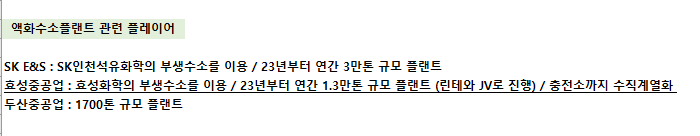 액화수소플랜트 관련 플레이어
SK E&S : SK인천석유화학의 부생수소를 이용 / 23년부터 연간 3만톤 규모 플랜트
효성중공업 : 효성화학의 부생수소를 이용 / 23년부터 연간 1.3만톤 규모 플랜트 (린데와 JV로 진행) / 충전소까지 수직계열화
두산중공업 : 1700톤 규모 플랜트